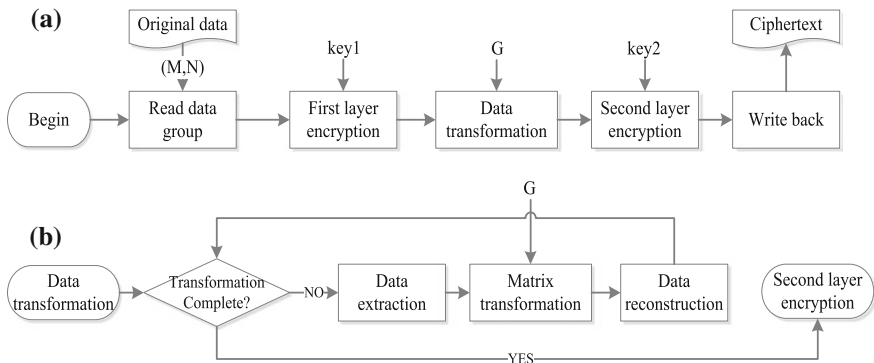 (a)
Original data
(M,N)
key1
G
key2
Ciphertext
Begin
Read data
group
First layer
encryption
Data
transformation
Second layer
encryption
Write back
(b)
G
Data
transformation
Transformation
Complete?
NO
Data
extraction
Matrix
transformation
Data
reconstruction
Second layer
encryption
YES